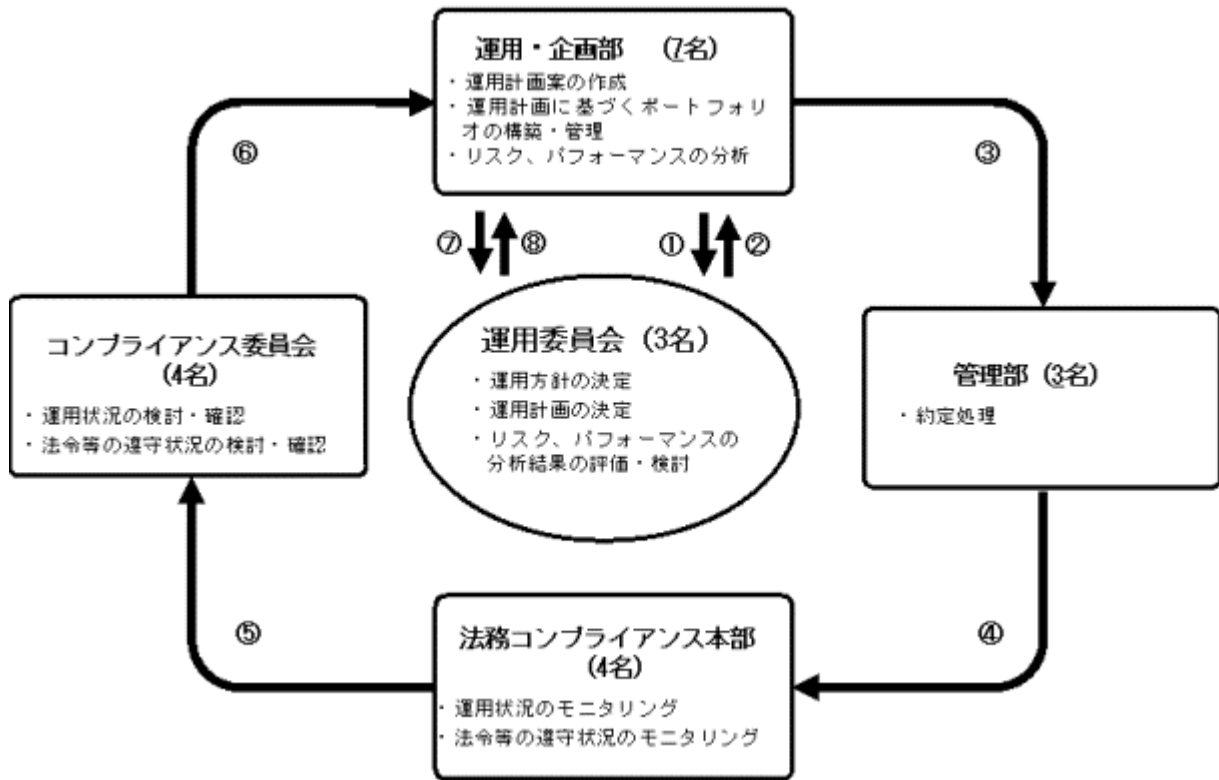 運用・企画部 (7名)
・運用計画案の作成
・運用計画に基づくポートフォリ
オの構築・管理
・リスク、パフォーマンスの分析
⑥
③
⑦
⑧
①
②
コンプライアンス委員会
(4名)
・運用状況の検討・確認
・法令等の遵守状況の検討・確認
運用委員会 (3名)
・運用方針の決定
・運用計画の決定
・リスク、パフォーマンスの
分析結果の評価・検討
管理部 (3名)
・約定処理
⑤
④
法務コンプライアンス本部
(4名)
・運用状況のモニタリング
・法令等の遵守状況のモニタリング